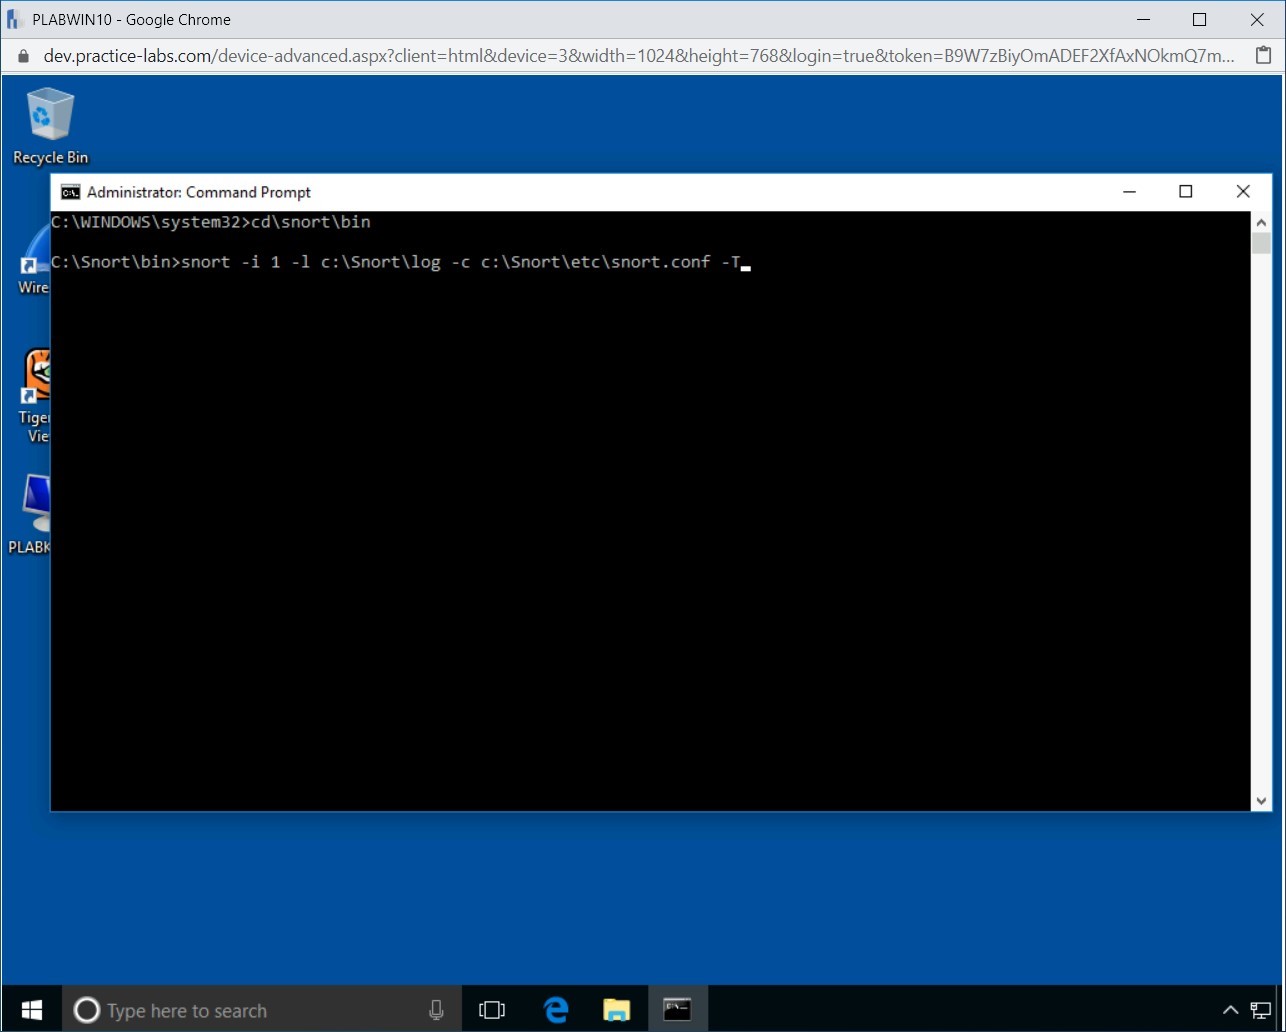 PLABWIN10 - Google Chrome
dev.practice-labs.com/device-advanced.aspx?client=html&device=3&width=1024&height=768&login=true&token=B9W7zBiyOmADEF2XfAxNOkmQ7m...
Recycle Bin
Administrator: Command Prompt
C:\WINDOWS\system32>cd\snort\bin
C:\Snort\bin>snort -i 1 -l c:\Snort\log -c c:\Snort\etc\snort.conf -T
Wire
Tige
Vie
PLABK
Type here to search